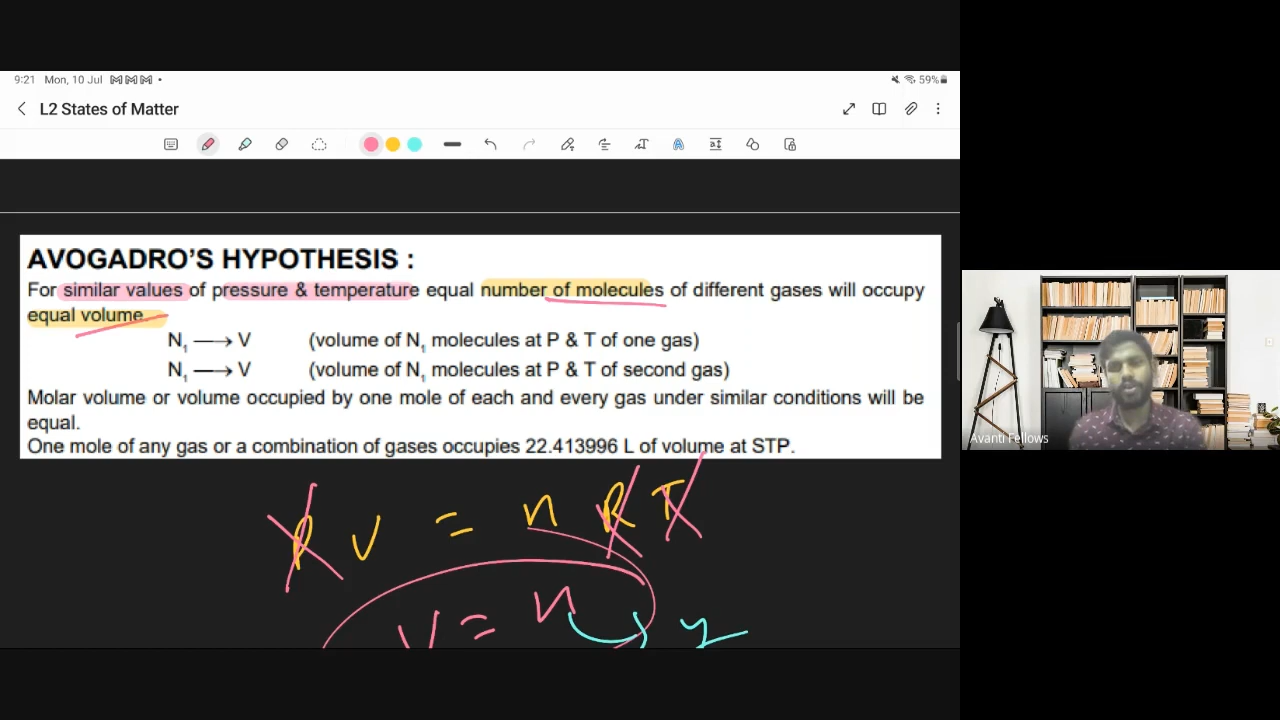 9:21 Mon, 10 Jul 59%
L2 States of Matter
AVOGADRO'S HYPOTHESIS :
For similar values of pressure & temperature equal number of molecules of different gases will occupy
equal volume.
N₁ ⟶ V (volume of N₁ molecules at P & T of one gas)
N₁ ⟶ V (volume of N₁ molecules at P & T of second gas)
Molar volume or volume occupied by one mole of each and every gas under similar conditions will be
equal.
One mole of any gas or a combination of gases occupies 22.413996 L of volume at STP.
P V = n R T
V = n
Avanti Fellows